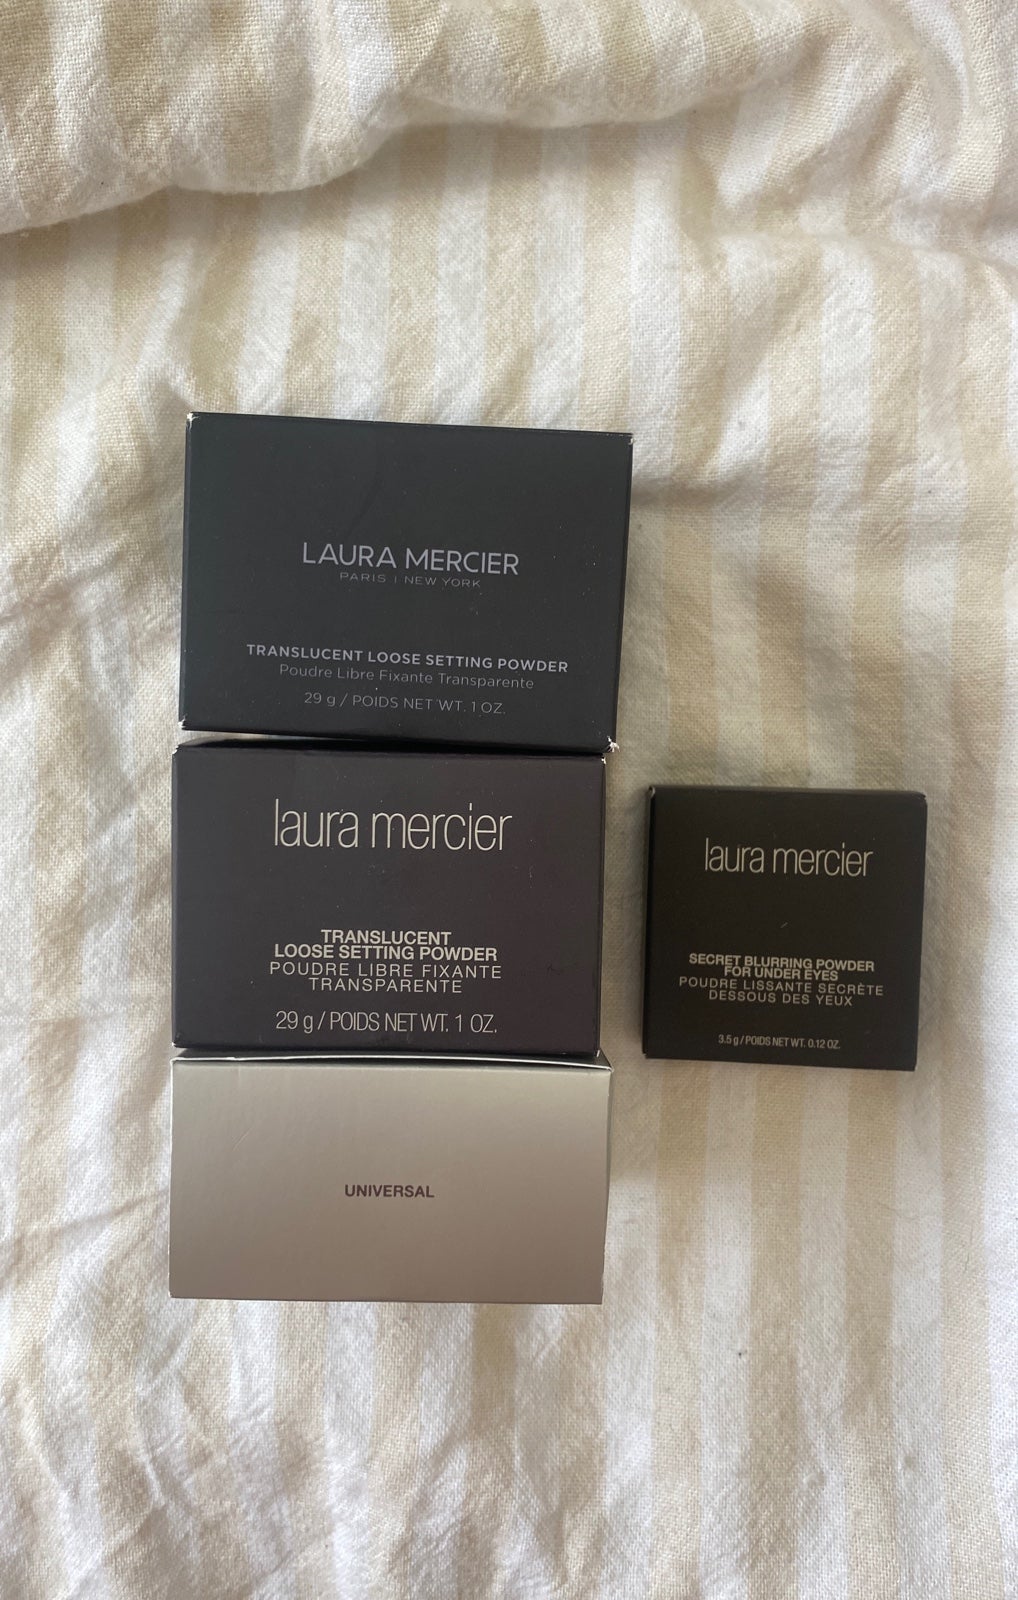 LAURA MERCIER
PARIS | NEW YORK
TRANSLUCENT LOOSE SETTING POWDER
Poudre Libre Fixante Transparente
29 g / POIDS NET WT. 1 OZ.
laura mercier
TRANSLUCENT
LOOSE SETTING POWDER
POUDRE LIBRE FIXANTE
TRANSPARENTE
29 g / POIDS NET WT. 1 OZ.
UNIVERSAL
laura mercier
SECRET BLURRING POWDER
FOR UNDER EYES
POUDRE LISSANTE SECRÈTE
DESSOUS DES YEUX
3.5 g / POIDS NET WT. 0.12 OZ.